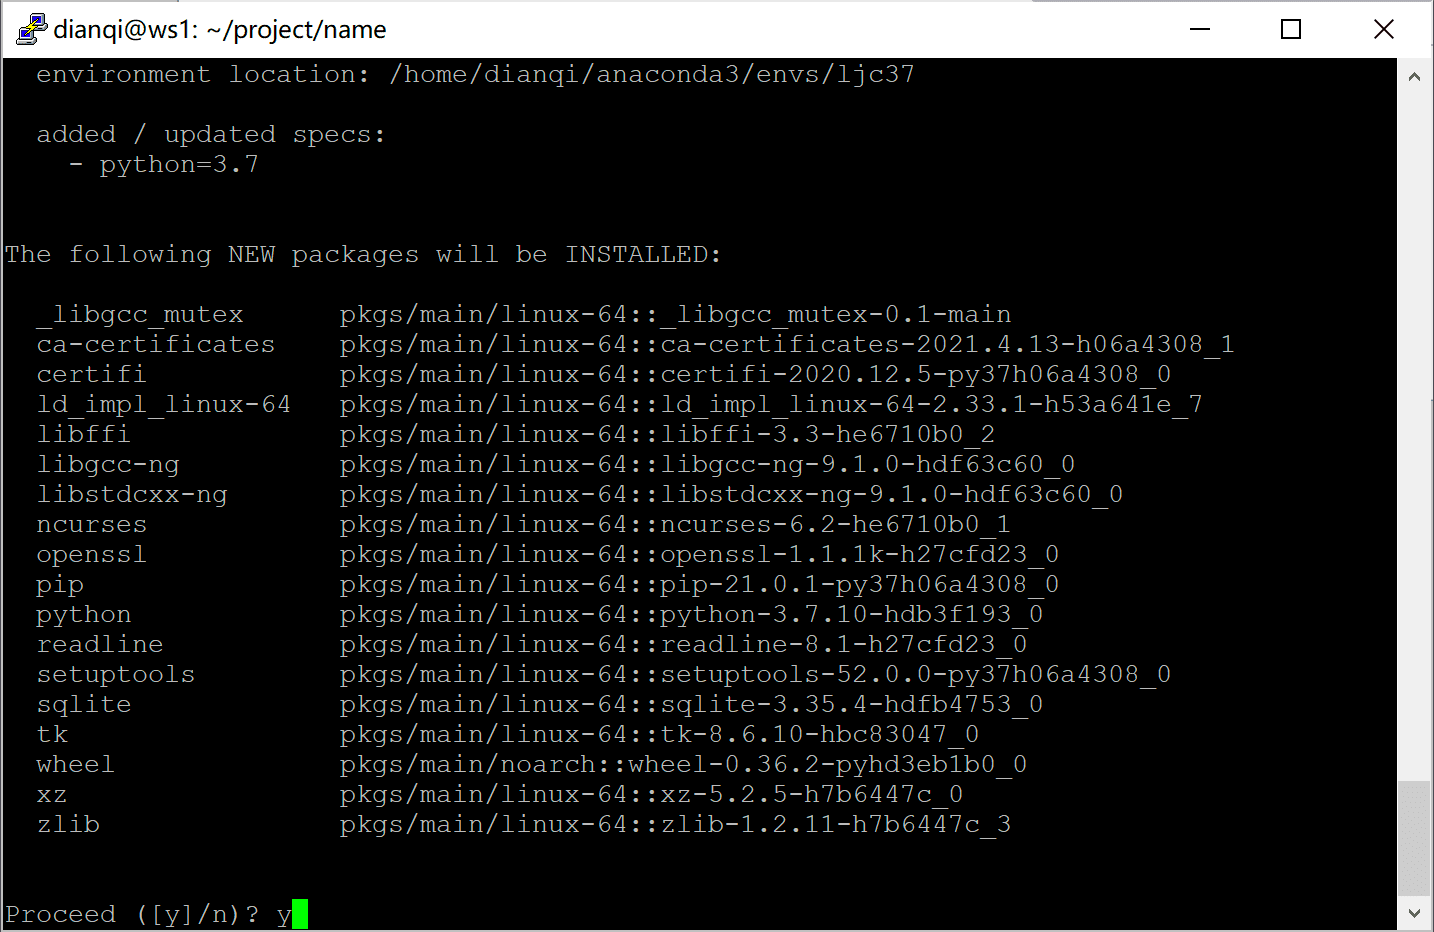 dianqi@ws1: ~/project/name
environment location: /home/dianqi/anaconda3/envs/ljc37
added / updated specs:
- python=3.7
The following NEW packages will be INSTALLED:
_libgcc_mutex pkgs/main/linux-64::_libgcc_mutex-0.1-main
ca-certificates pkgs/main/linux-64::ca-certificates-2021.4.13-h06a4308_1
certifi pkgs/main/linux-64::certifi-2020.12.5-py37h06a4308_0
ld_impl_linux-64 pkgs/main/linux-64::ld_impl_linux-64-2.33.1-h53a641e_7
libffi pkgs/main/linux-64::libffi-3.3-he6710b0_2
libgcc-ng pkgs/main/linux-64::libgcc-ng-9.1.0-hdf63c60_0
libstdcxx-ng pkgs/main/linux-64::libstdcxx-ng-9.1.0-hdf63c60_0
ncurses pkgs/main/linux-64::ncurses-6.2-he6710b0_1
openssl pkgs/main/linux-64::openssl-1.1.1k-h27cfd23_0
pip pkgs/main/linux-64::pip-21.0.1-py37h06a4308_0
python pkgs/main/linux-64::python-3.7.10-hdb3f193_0
readline pkgs/main/linux-64::readline-8.1-h27cfd23_0
setuptools pkgs/main/linux-64::setuptools-52.0.0-py37h06a4308_0
sqlite pkgs/main/linux-64::sqlite-3.35.4-hdfb4753_0
tk pkgs/main/linux-64::tk-8.6.10-hbc83047_0
wheel pkgs/main/noarch::wheel-0.36.2-pyhd3eb1b0_0
xz pkgs/main/linux-64::xz-5.2.5-h7b6447c_0
zlib pkgs/main/linux-64::zlib-1.2.11-h7b6447c_3
Proceed ([y]/n)? y